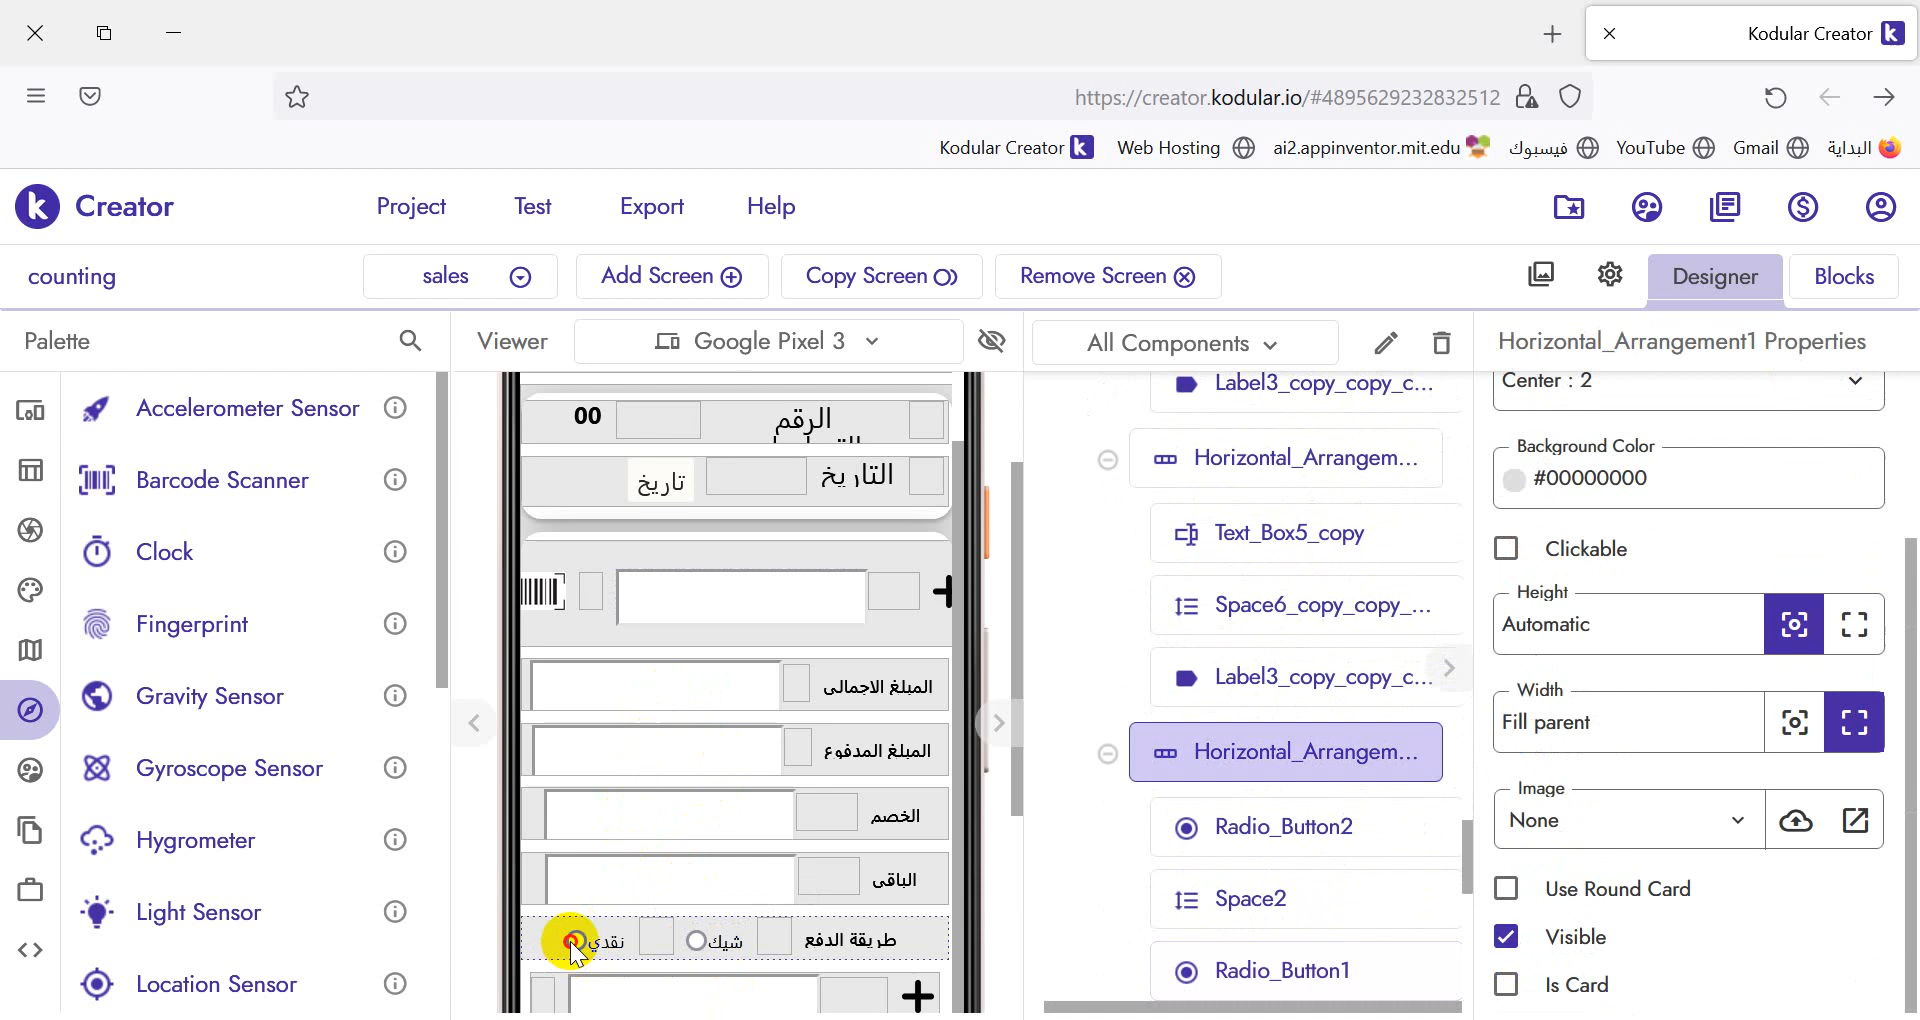 Kodular Creator
https://creator.kodular.io/#4895629232832512
Kodular Creator
Web Hosting
ai2.appinventor.mit.edu
فيسبوك
YouTube
Gmail
البداية
Creator
Project
Test
Export
Help
counting
sales
Add Screen
Copy Screen
Remove Screen
Designer
Blocks
Palette
Viewer
Google Pixel 3
All Components
Horizontal_Arrangement1 Properties
Accelerometer Sensor
Barcode Scanner
Clock
Fingerprint
Gravity Sensor
Gyroscope Sensor
Hygrometer
Light Sensor
Location Sensor
الرقم
00
التاريخ
تاريخ
المبلغ الاجمالى
المبلغ المدفوع
الخصم
الباقى
طريقة الدفع
شيك
نقدي
Label3_copy_copy_c...
Horizontal_Arrangem...
Text_Box5_copy
Space6_copy_copy_...
Label3_copy_copy_c...
Horizontal_Arrangem...
Radio_Button2
Space2
Radio_Button1
Center : 2
Background Color
#00000000
Clickable
Height
Automatic
Width
Fill parent
Image
None
Use Round Card
Visible
Is Card